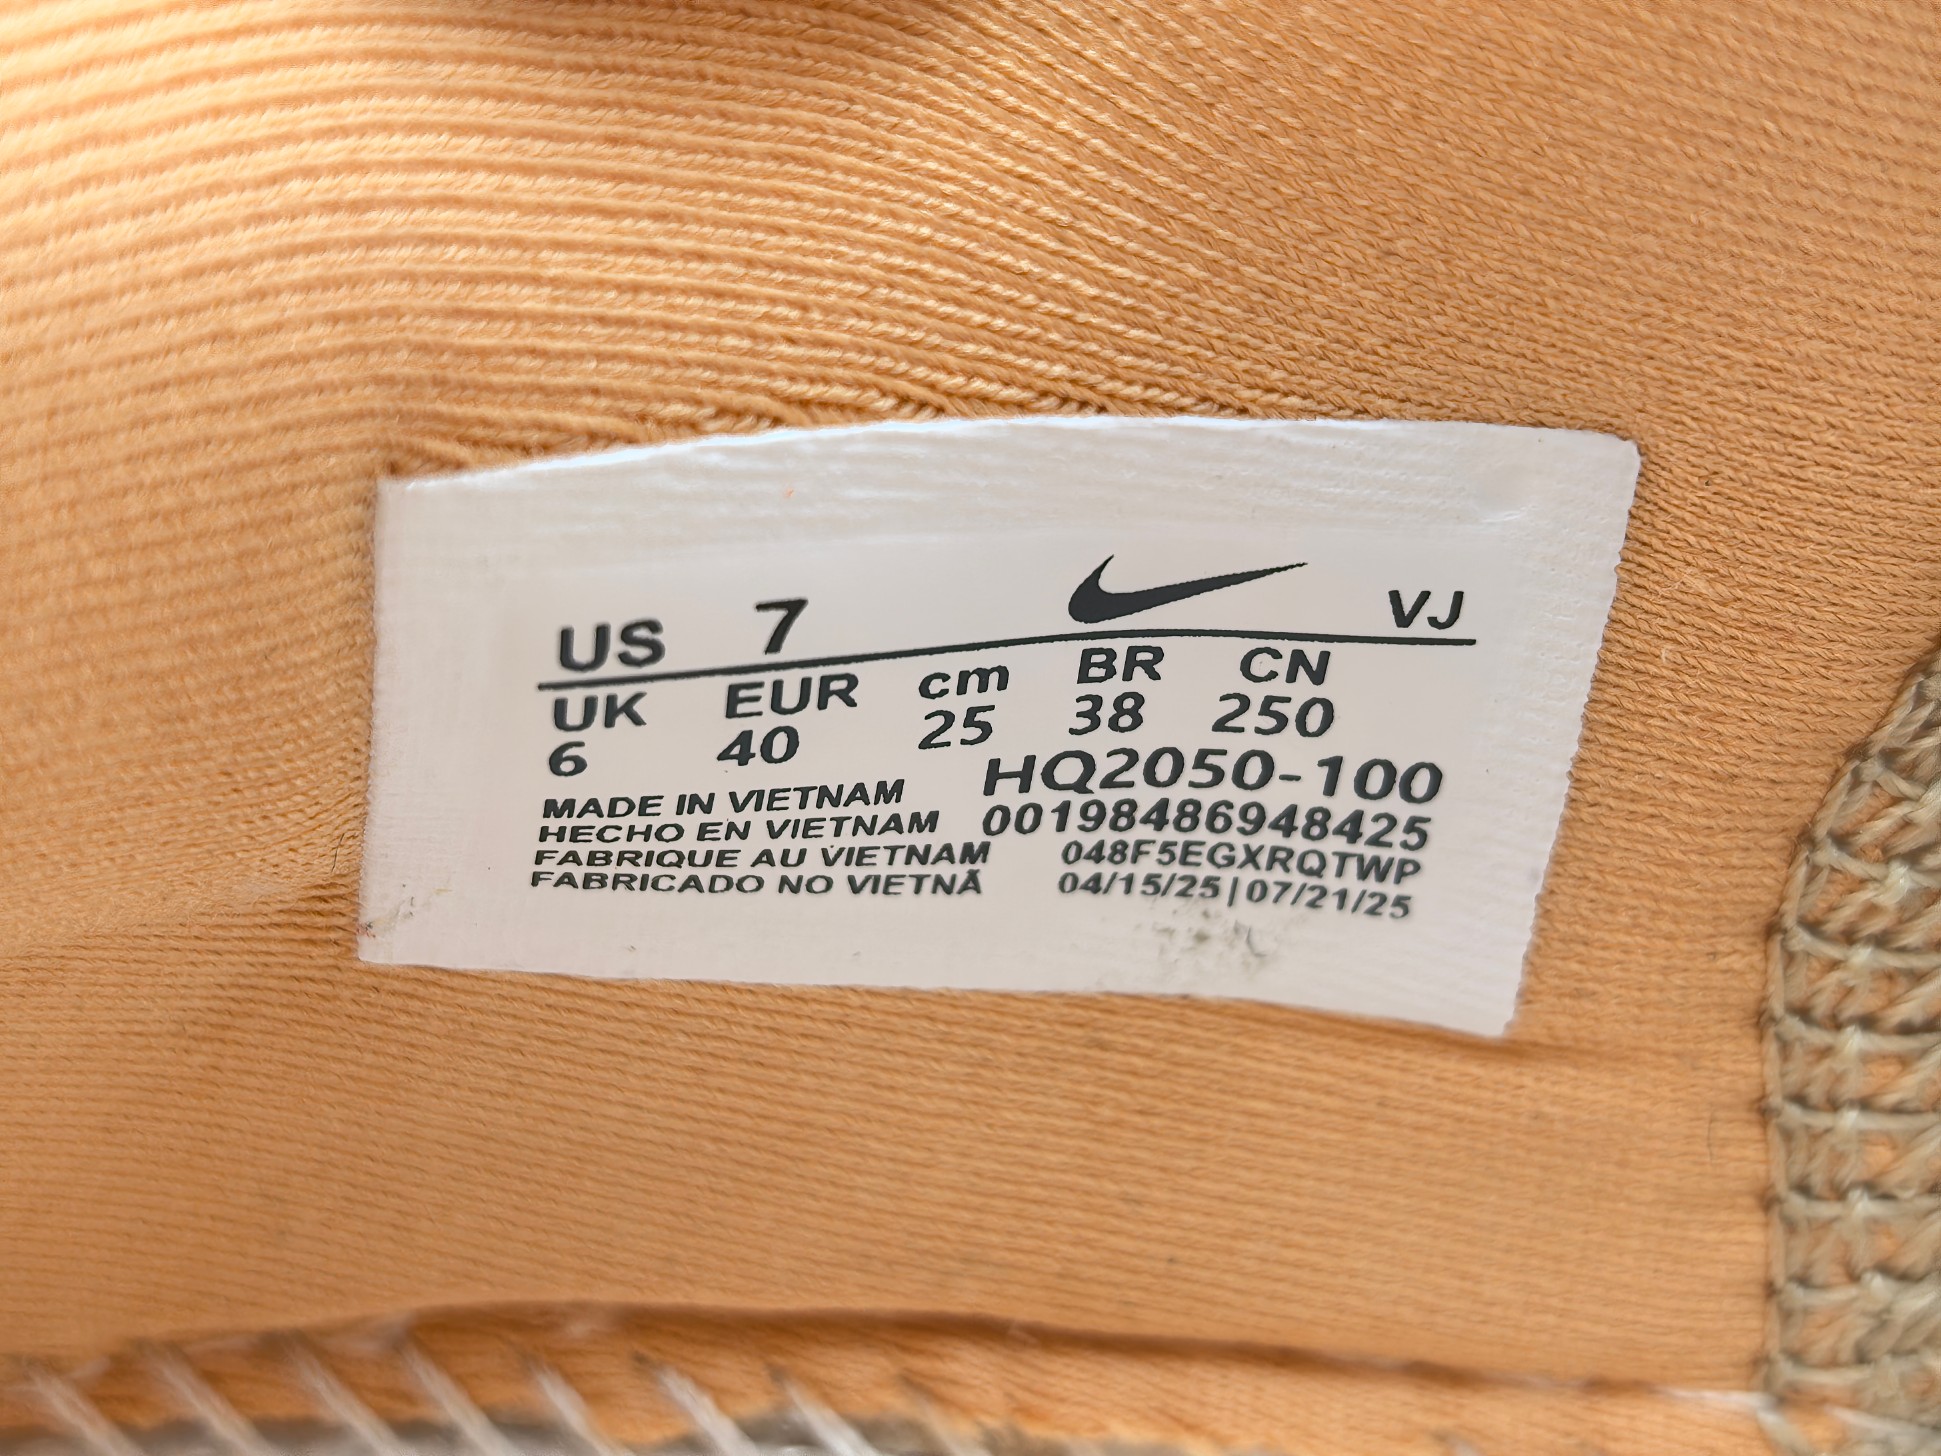 US 7 VJ
UK EUR cm BR CN
6 40 25 38 250
HQ2050-100
MADE IN VIETNAM
HECHO EN VIETNAM
FABRIQUE AU VIETNAM
FABRICADO NO VIETNÃ
00198486948425
048F5EGXRQTWP
04/15/25|07/21/25